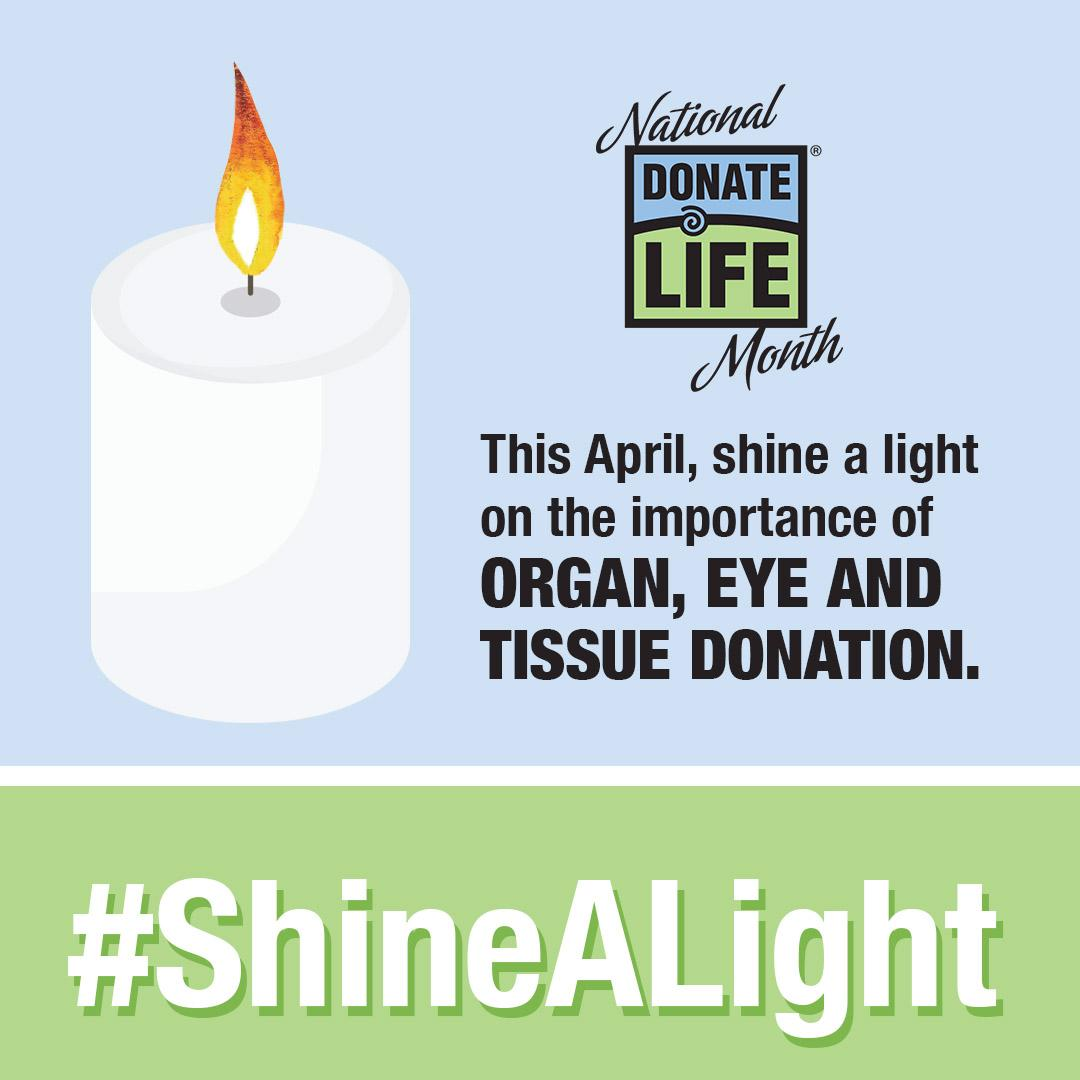 National
DONATE
LIFE
®
Month
This April, shine a light
on the importance of
ORGAN, EYE AND
TISSUE DONATION.
#ShineALight